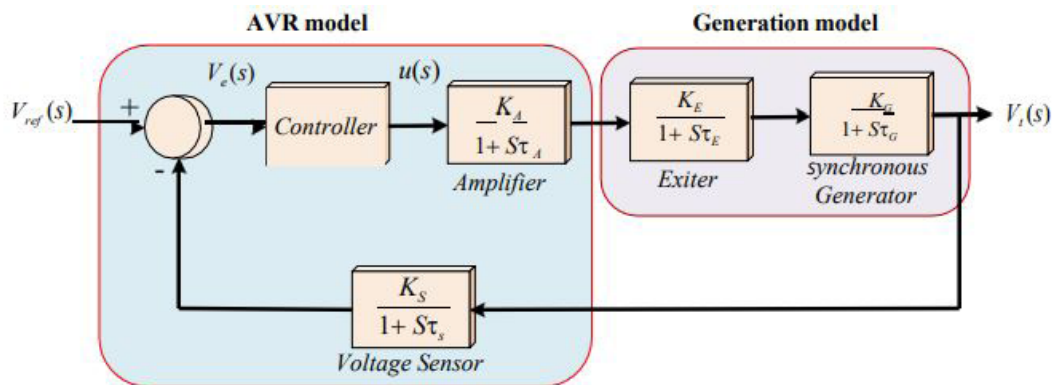 AVR model
Generation model
V_ref(s)
+
-
V_e(s)
Controller
u(s)
K_A
1+ Sτ_A
Amplifier
K_E
1+ Sτ_E
Exiter
K_G
1+ Sτ_G
synchronous
Generator
V_t(s)
K_S
1+ Sτ_s
Voltage Sensor